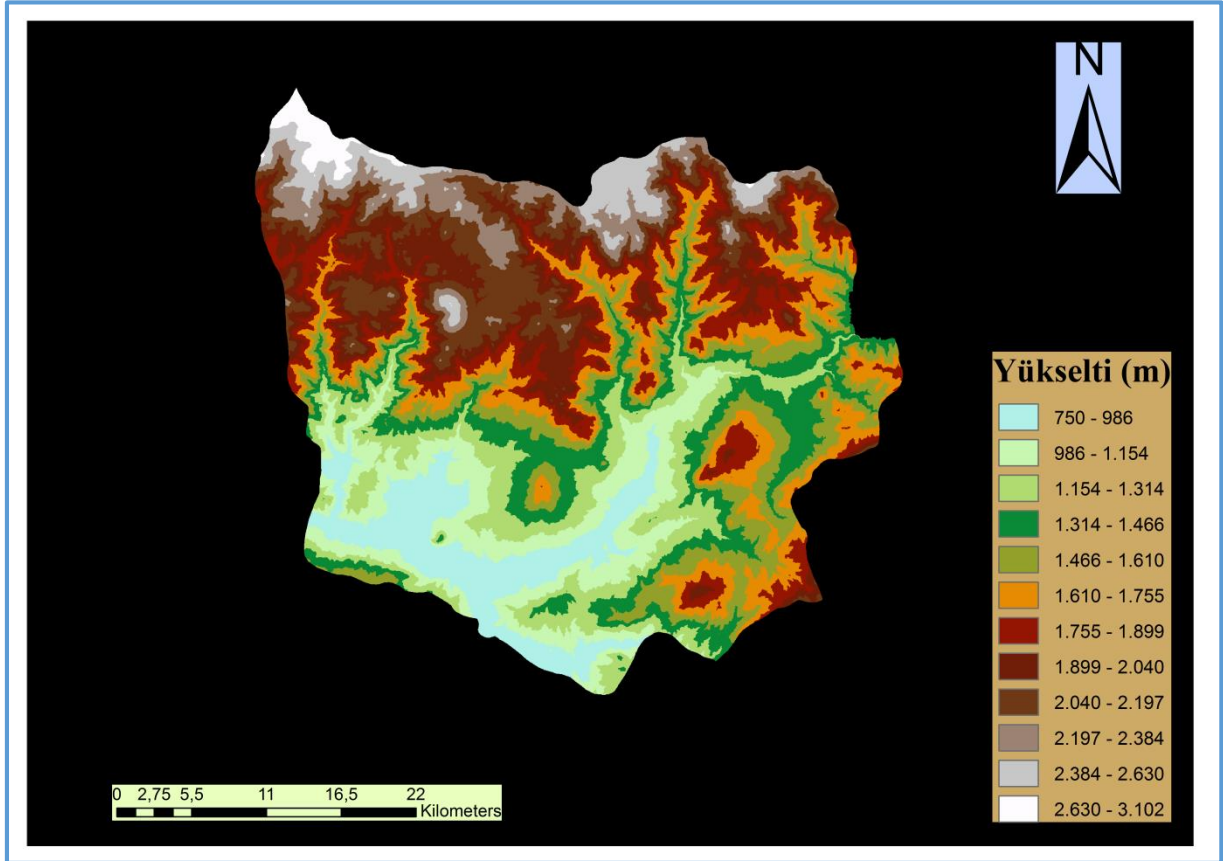 N
Yükselti (m)
750 - 986
986 - 1.154
1.154 - 1.314
1.314 - 1.466
1.466 - 1.610
1.610 - 1.755
1.755 - 1.899
1.899 - 2.040
2.040 - 2.197
2.197 - 2.384
2.384 - 2.630
2.630 - 3.102
0 2,75 5,5 11 16,5 22
Kilometers